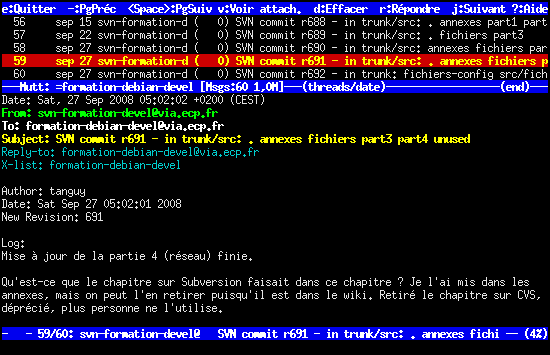 e:Quitter  -:PgPréc  <Space>:PgSuiv v:Voir attach.  d:Effacer  r:Répondre  j:Suivant ?:Aide
56     sep 15 svn-formation-d (   0) SVN commit r688 - in trunk/src: . annexes part1 part
57     sep 22 svn-formation-d (   0) SVN commit r689 - in trunk/src: . fichiers part3
58     sep 27 svn-formation-d (   0) SVN commit r690 - in trunk/src: . annexes fichiers par
59     sep 27 svn-formation-d (   0) SVN commit r691 - in trunk/src: . annexes fichiers p
60     sep 27 svn-formation-d (   0) SVN commit r692 - in trunk: fichiers-config src/fich
---Mutt: =formation-devel [Msgs:60 1,0M]---(threads/date)---(end)---
Date: Sat, 27 Sep 2008 05:02:02 +0200 (CEST)
From: svn-formation-devel@via.ecp.fr
To: formation-debian-devel@via.ecp.fr
Subject: SVN commit r691 - in trunk/src: . annexes fichiers part3 part4 unused
Reply-to: formation-debian-devel@via.ecp.fr
X-list: formation-debian-devel
Author: tanguy
Date: Sat Sep 27 05:02:01 2008
New Revision: 691
Log:
Mise à jour de la partie 4 (réseau) finie.
Qu'est-ce que le chapitre sur Subversion faisait dans ce chapitre ? Je l'ai mis dans les
annexes, mais on peut l'en retirer puisqu'il est dans le wiki. Retiré le chapitre sur CVS,
déprécié, plus personne ne l'utilise.
-   - 59/60: svn-formation-devel@   SVN commit r691 - in trunk/src: . annexes fichi -- (4%)